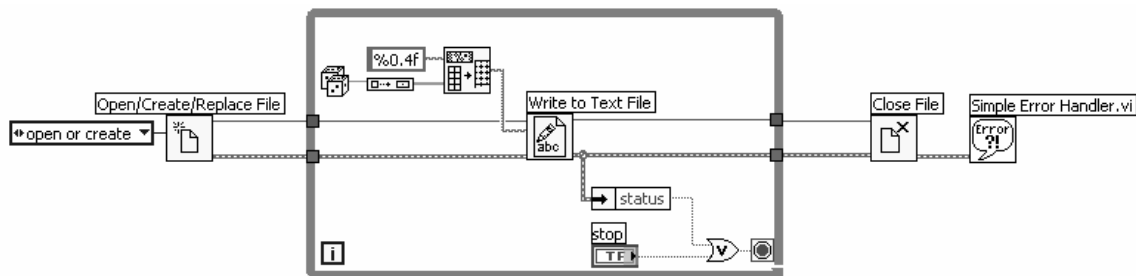 %0.4f
Open/Create/Replace File
Write to Text File
Close File
Simple Error Handler.vi
open or create
abc
Error
?!
status
stop
TF
V
i